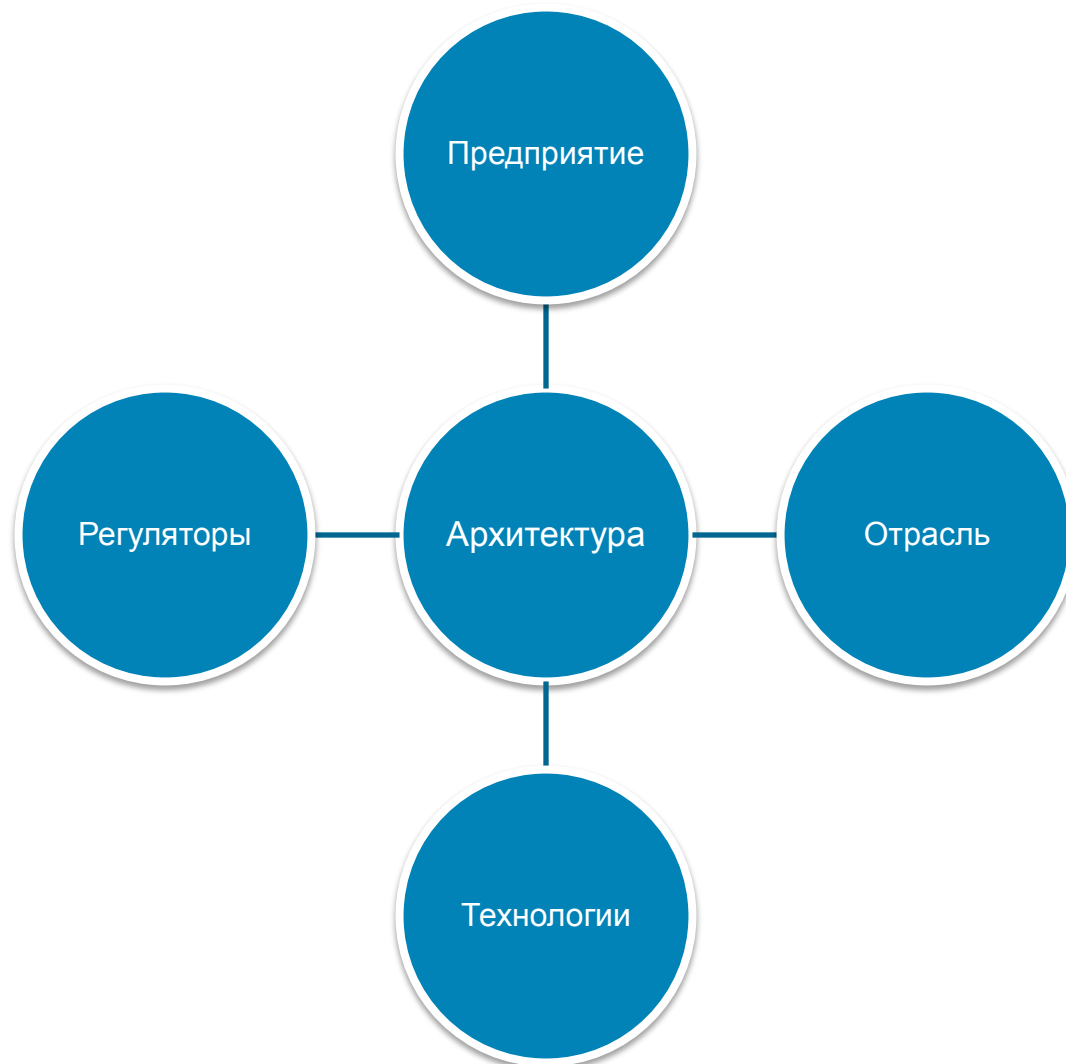 Предприятие
Регуляторы
Архитектура
Отрасль
Технологии